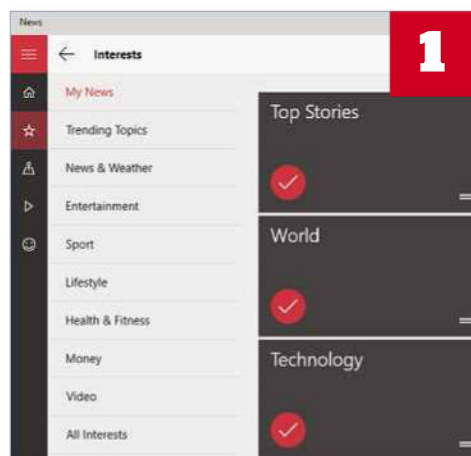 News
1
Interests
My News
Trending Topics
News & Weather
Entertainment
Sport
Lifestyle
Health & Fitness
Money
Video
All Interests
Top Stories
World
Technology